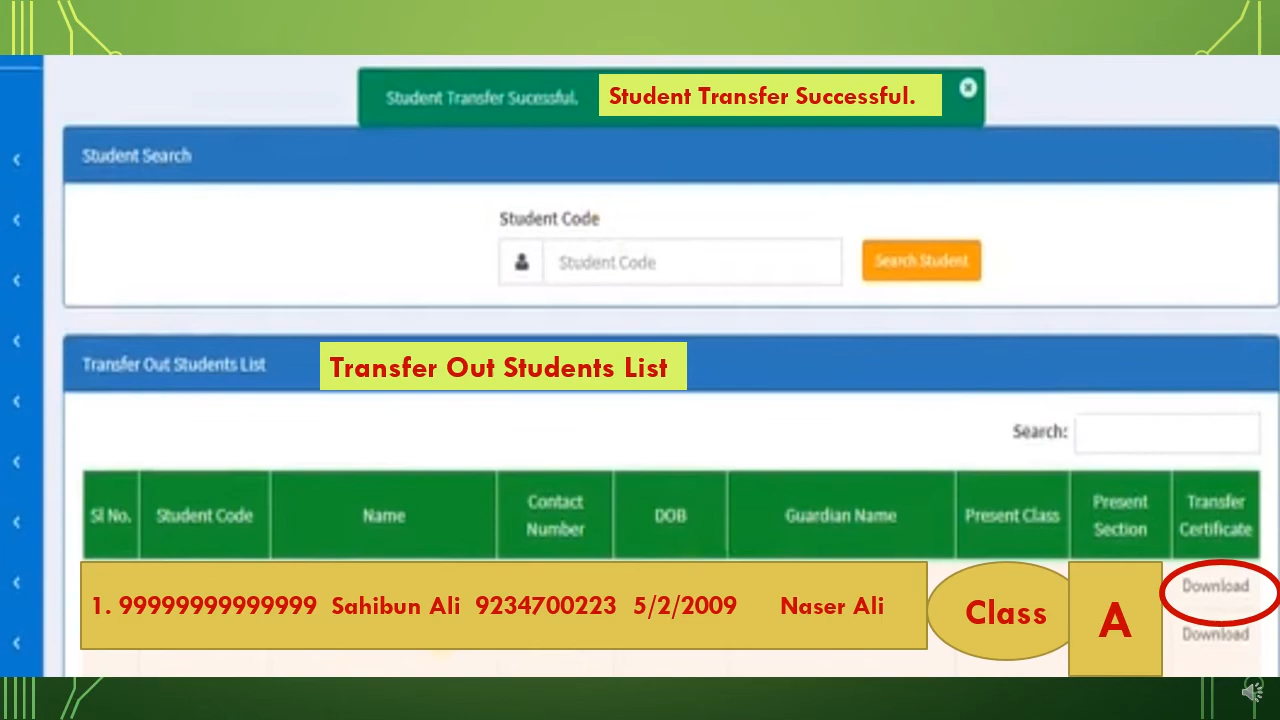 Student Transfer Sucessful. Student Transfer Successful.
Student Search
Student Code
Student Code Search Student
Transfer Out Students List Transfer Out Students List
Search:
Sl No. Student Code Name Contact Number DOB Guardian Name Present Class Present Section Transfer Certificate
1. 99999999999999 Sahibun Ali 9234700223 5/2/2009 Naser Ali Class A Download
Download